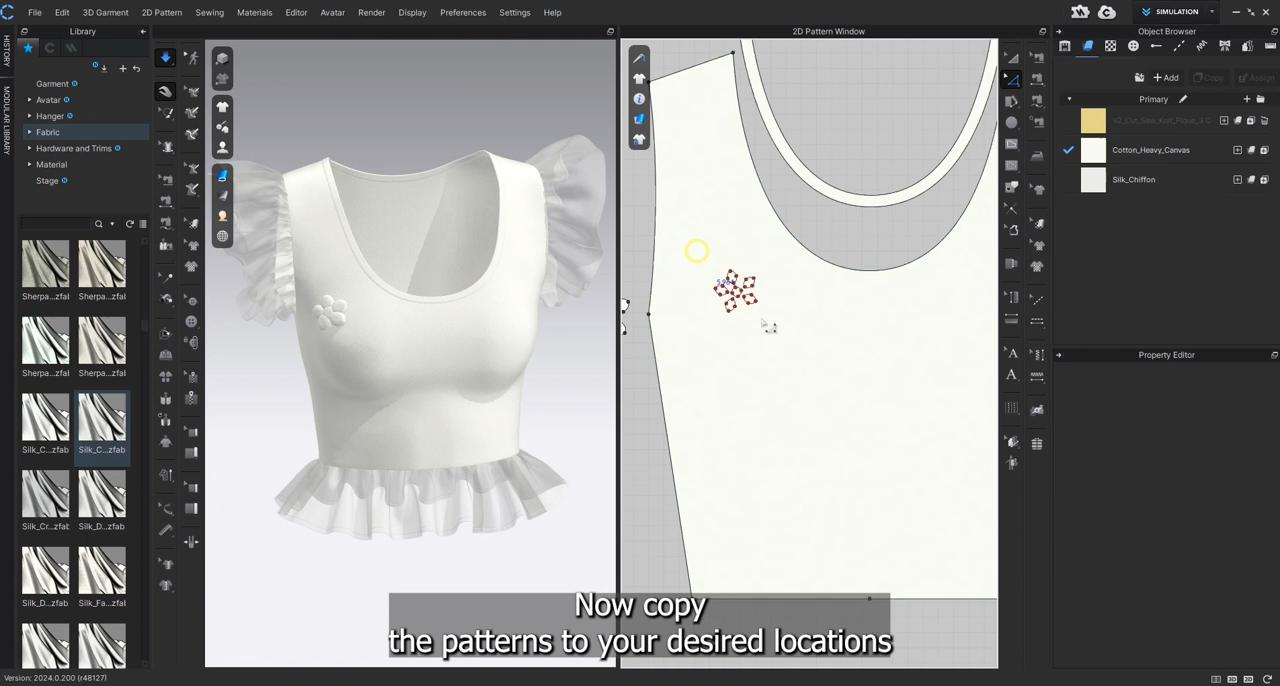 File Edit 3D Garment 2D Pattern Sewing Materials Editor Avatar Render Display Preferences Settings Help
SIMULATION
HISTORY
MODULAR LIBRARY
Library
Garment
Avatar
Hanger
Fabric
Hardware and Trims
Material
Stage
Sherpa...zfab Sherpa...zfab
Sherpa...zfab Sherpa...zfab
Silk_C...zfab Silk_C...zfab
Silk_Cr...zfab Silk_D...zfab
Silk_D...zfab Silk_Fa...zfab
2D Pattern Window
Object Browser
Add Copy Assign
Primary
Cotton_Heavy_Canvas
Silk_Chiffon
Property Editor
Now copy
the patterns to your desired locations
Version: 2024.0.200 (r48127)